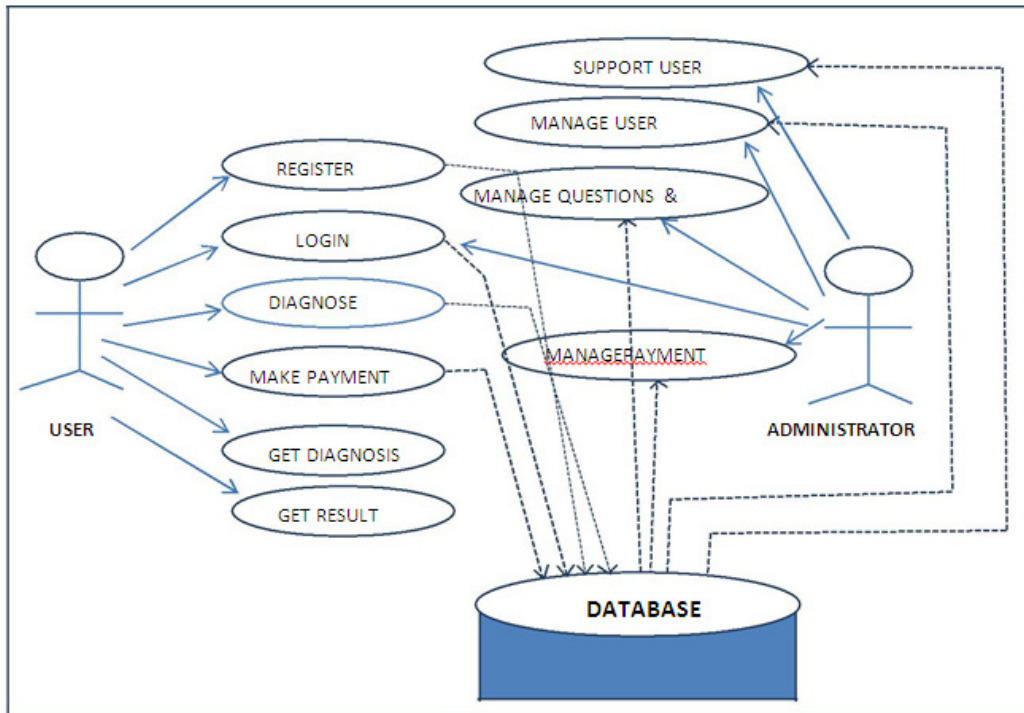 SUPPORT USER
MANAGE USER
REGISTER
MANAGE QUESTIONS &
LOGIN
DIAGNOSE
MANAGEPAYMENT
MAKE PAYMENT
USER
ADMINISTRATOR
GET DIAGNOSIS
GET RESULT
DATABASE